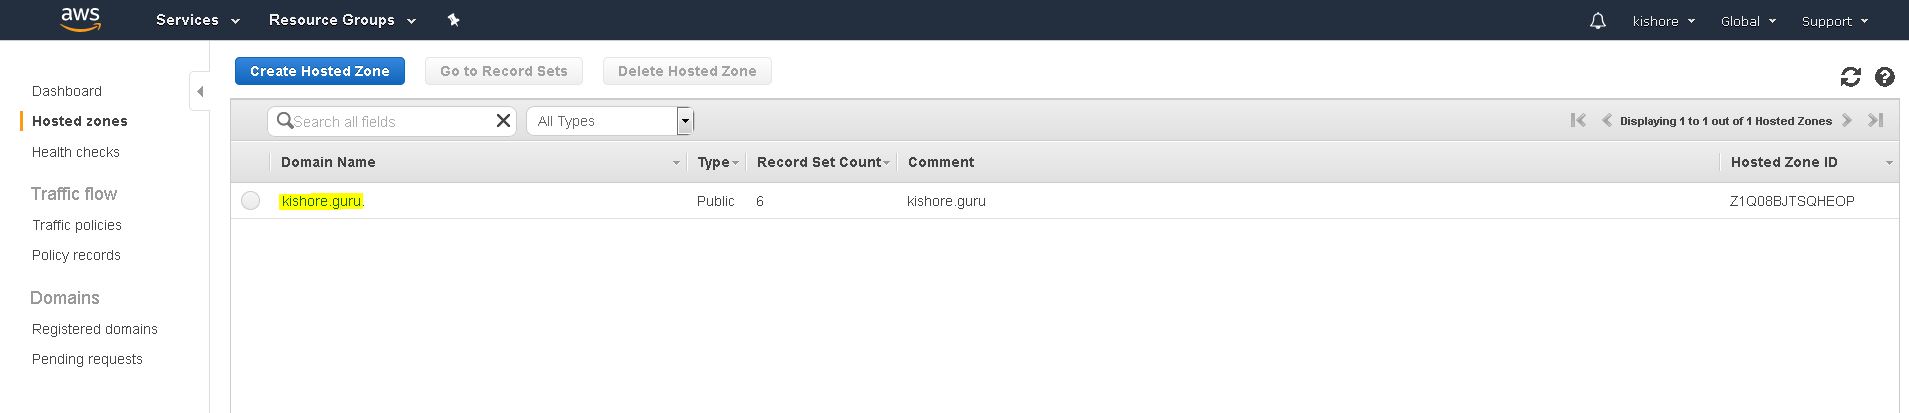 aws Services Resource Groups kishore Global Support
Create Hosted Zone Go to Record Sets Delete Hosted Zone
Dashboard
Hosted zones
Health checks
Traffic flow
Traffic policies
Policy records
Domains
Registered domains
Pending requests
Search all fields All Types Displaying 1 to 1 out of 1 Hosted Zones
Domain Name Type Record Set Count Comment Hosted Zone ID
kishore.guru. Public 6 kishore.guru Z1Q08BJTSQHEOP